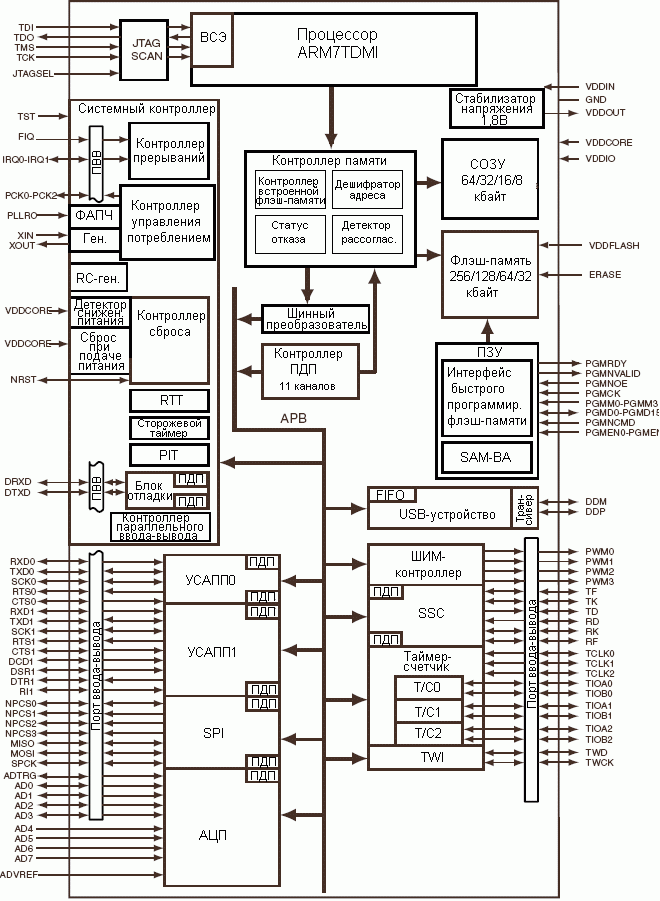 TDI
TDO
TMS
TCK
JTAGSEL
JTAG
SCAN
ВСЭ
Процессор
ARM7TDMI
Системный контроллер
TST
FIQ
IRQ0-IRQ1
ПВВ
Контроллер
прерываний
PCK0-PCK2
PLLRC
XIN
XOUT
ФАПЧ
Ген.
Контроллер
управления
потреблением
RC-ген.
VDDCORE
Детектор
снижен.
питания
VDDCORE
Сброс
при
подаче
питания
Контроллер
сброса
NRST
RTT
Сторожевой
таймер
PIT
DRXD
DTXD
ПВВ
Блок
отладки
ПДП
ПДП
Контроллер
параллельного
ввода-вывода
Контроллер памяти
Контроллер
встроенной
флэш-памяти
Дешифратор
адреса
Статус
отказа
Детектор
рассоглас.
Шинный
преобразователь
Контроллер
ПДП
11 каналов
APB
Стабилизатор
напряжения
1,8В
VDDIN
GND
VDDOUT
VDDCORE
VDDIO
СОЗУ
64/32/16/8
кбайт
Флэш-память
256/128/64/32
кбайт
VDDFLASH
ERASE
ПЗУ
Интерфейс
быстрого
программир.
флэш-памяти
SAM-BA
PGMRDY
PGMNVALID
PGMNOE
PGMCK
PGMM0-PGMM3
PGMD0-PGMD15
PGMNCMD
PGMEN0-PGMEN
FIFO
USB-устройство
Тран-
сивер
DDM
DDP
RXD0
TXD0
SCK0
RTS0
CTS0
RXD1
TXD1
SCK1
RTS1
CTS1
DCD1
DSR1
DTR1
RI1
NPCS0
NPCS1
NPCS2
NPCS3
MISO
MOSI
SPCK
ADTRG
AD0
AD1
AD2
AD3
AD4
AD5
AD6
AD7
ADVREF
Порт ввода-вывода
ПДП
УСАПП0
ПДП
ПДП
УСАПП1
ПДП
ПДП
SPI
ПДП
ПДП
АЦП
ШИМ-
контроллер
ПДП
SSC
ПДП
Таймер-
счетчик
T/C0
T/C1
T/C2
TWI
Порт ввода-вывода
PWM0
PWM1
PWM2
PWM3
TF
TK
TD
RD
RK
RF
TCLK0
TCLK1
TCLK2
TIOA0
TIOB0
TIOA1
TIOB1
TIOA2
TIOB2
TWD
TWCK